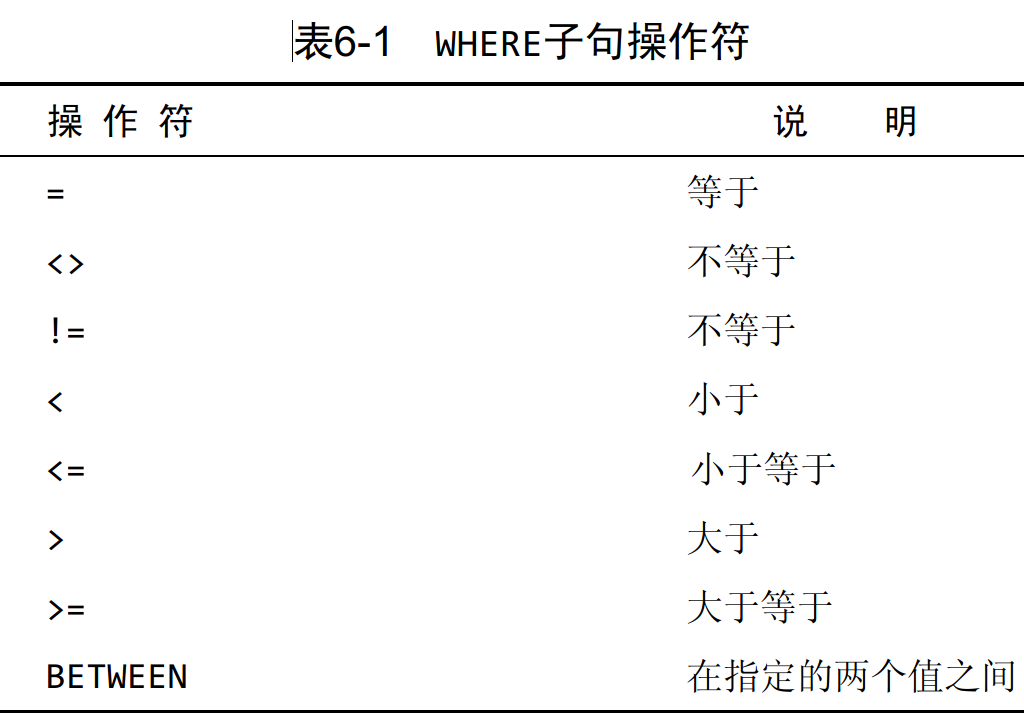 表6-1 WHERE子句操作符
操 作 符 说 明
= 等于
<> 不等于
!= 不等于
< 小于
<= 小于等于
> 大于
>= 大于等于
BETWEEN 在指定的两个值之间